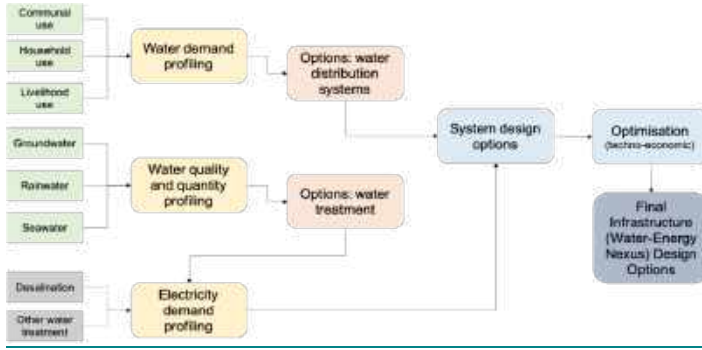 Communal
use
Household
use
Livelihood
use
Water demand
profiling
Options: water
distribution
systems
Groundwater
Rainwater
Seawater
Water quality
and quantity
profiling
Options: water
treatment
System design
options
Optimisation
(techno-economic)
Final
Infrastructure
(Water-Energy
Nexus) Design
Options
Desalination
Other water
treatment
Electricity
demand
profiling